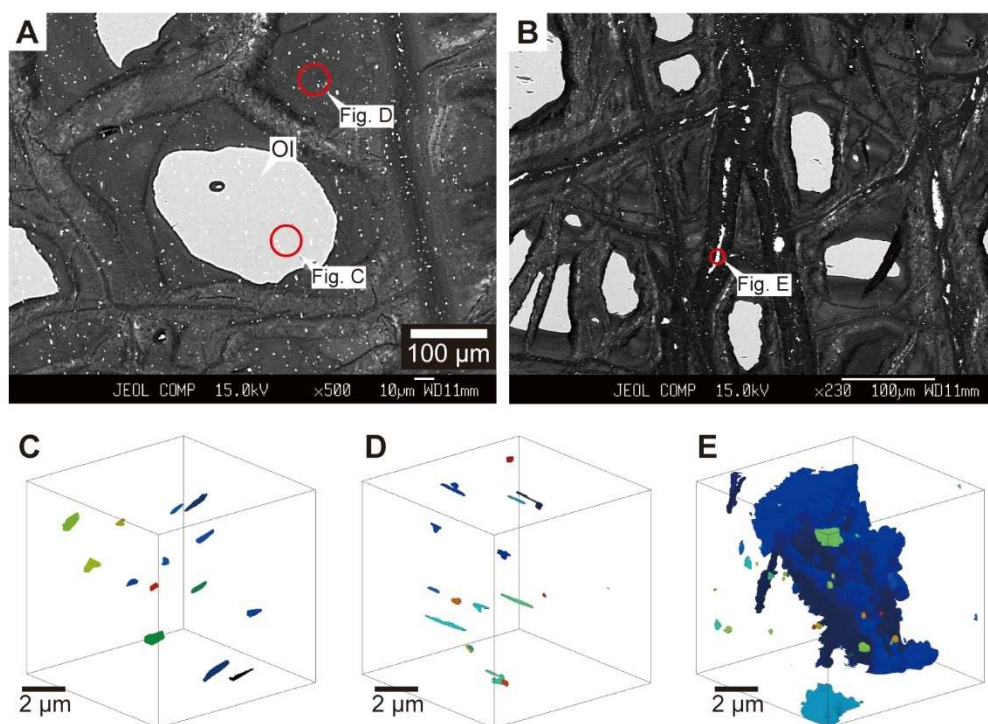 A
Fig. D
Ol
Fig. C
100 µm
JEOL COMP 15.0kV ×500 10µm WD11mm
B
Fig. E
JEOL COMP 15.0kV ×230 100µm WD11mm
C
2 µm
D
2 µm
E
2 µm